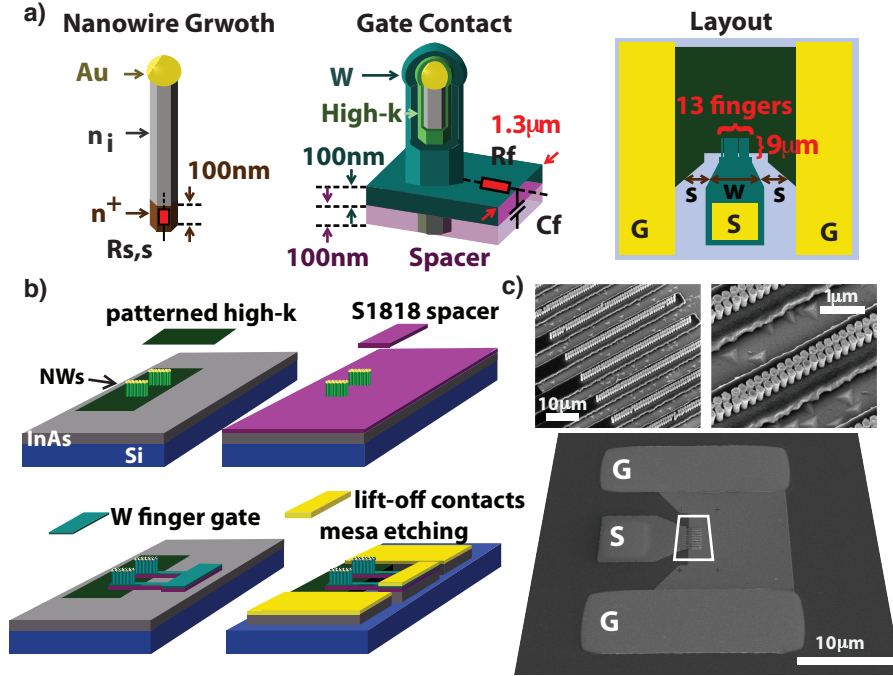 a)
Nanowire Grwoth
Au
n i
100nm
n+
Rs,s
Gate Contact
W
High-k
1.3µm
100nm
Rf
Cf
100nm
Spacer
Layout
13 fingers
}9µm
s
w
s
G
S
G
b)
patterned high-k
S1818 spacer
NWs
InAs
Si
W finger gate
lift-off contacts
mesa etching
c)
10µm
1µm
G
S
G
10µm